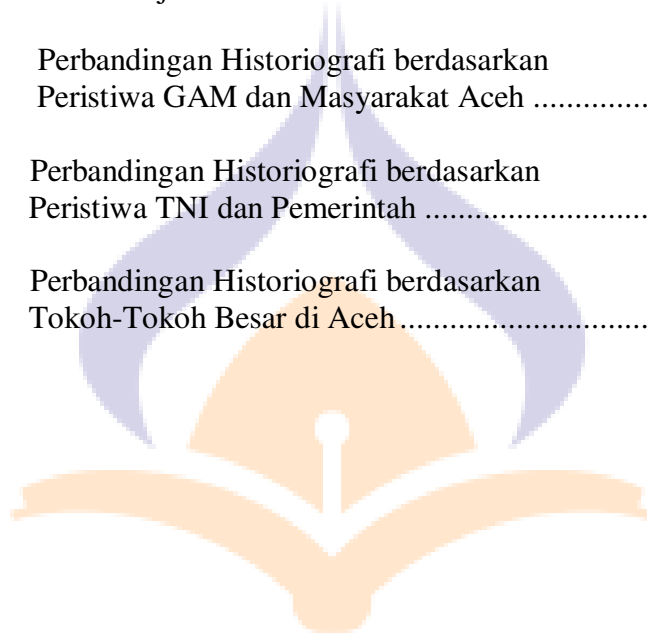 Perbandingan Historiografi berdasarkan
Peristiwa GAM dan Masyarakat Aceh ..............
Perbandingan Historiografi berdasarkan
Peristiwa TNI dan Pemerintah ...........................
Perbandingan Historiografi berdasarkan
Tokoh-Tokoh Besar di Aceh..............................